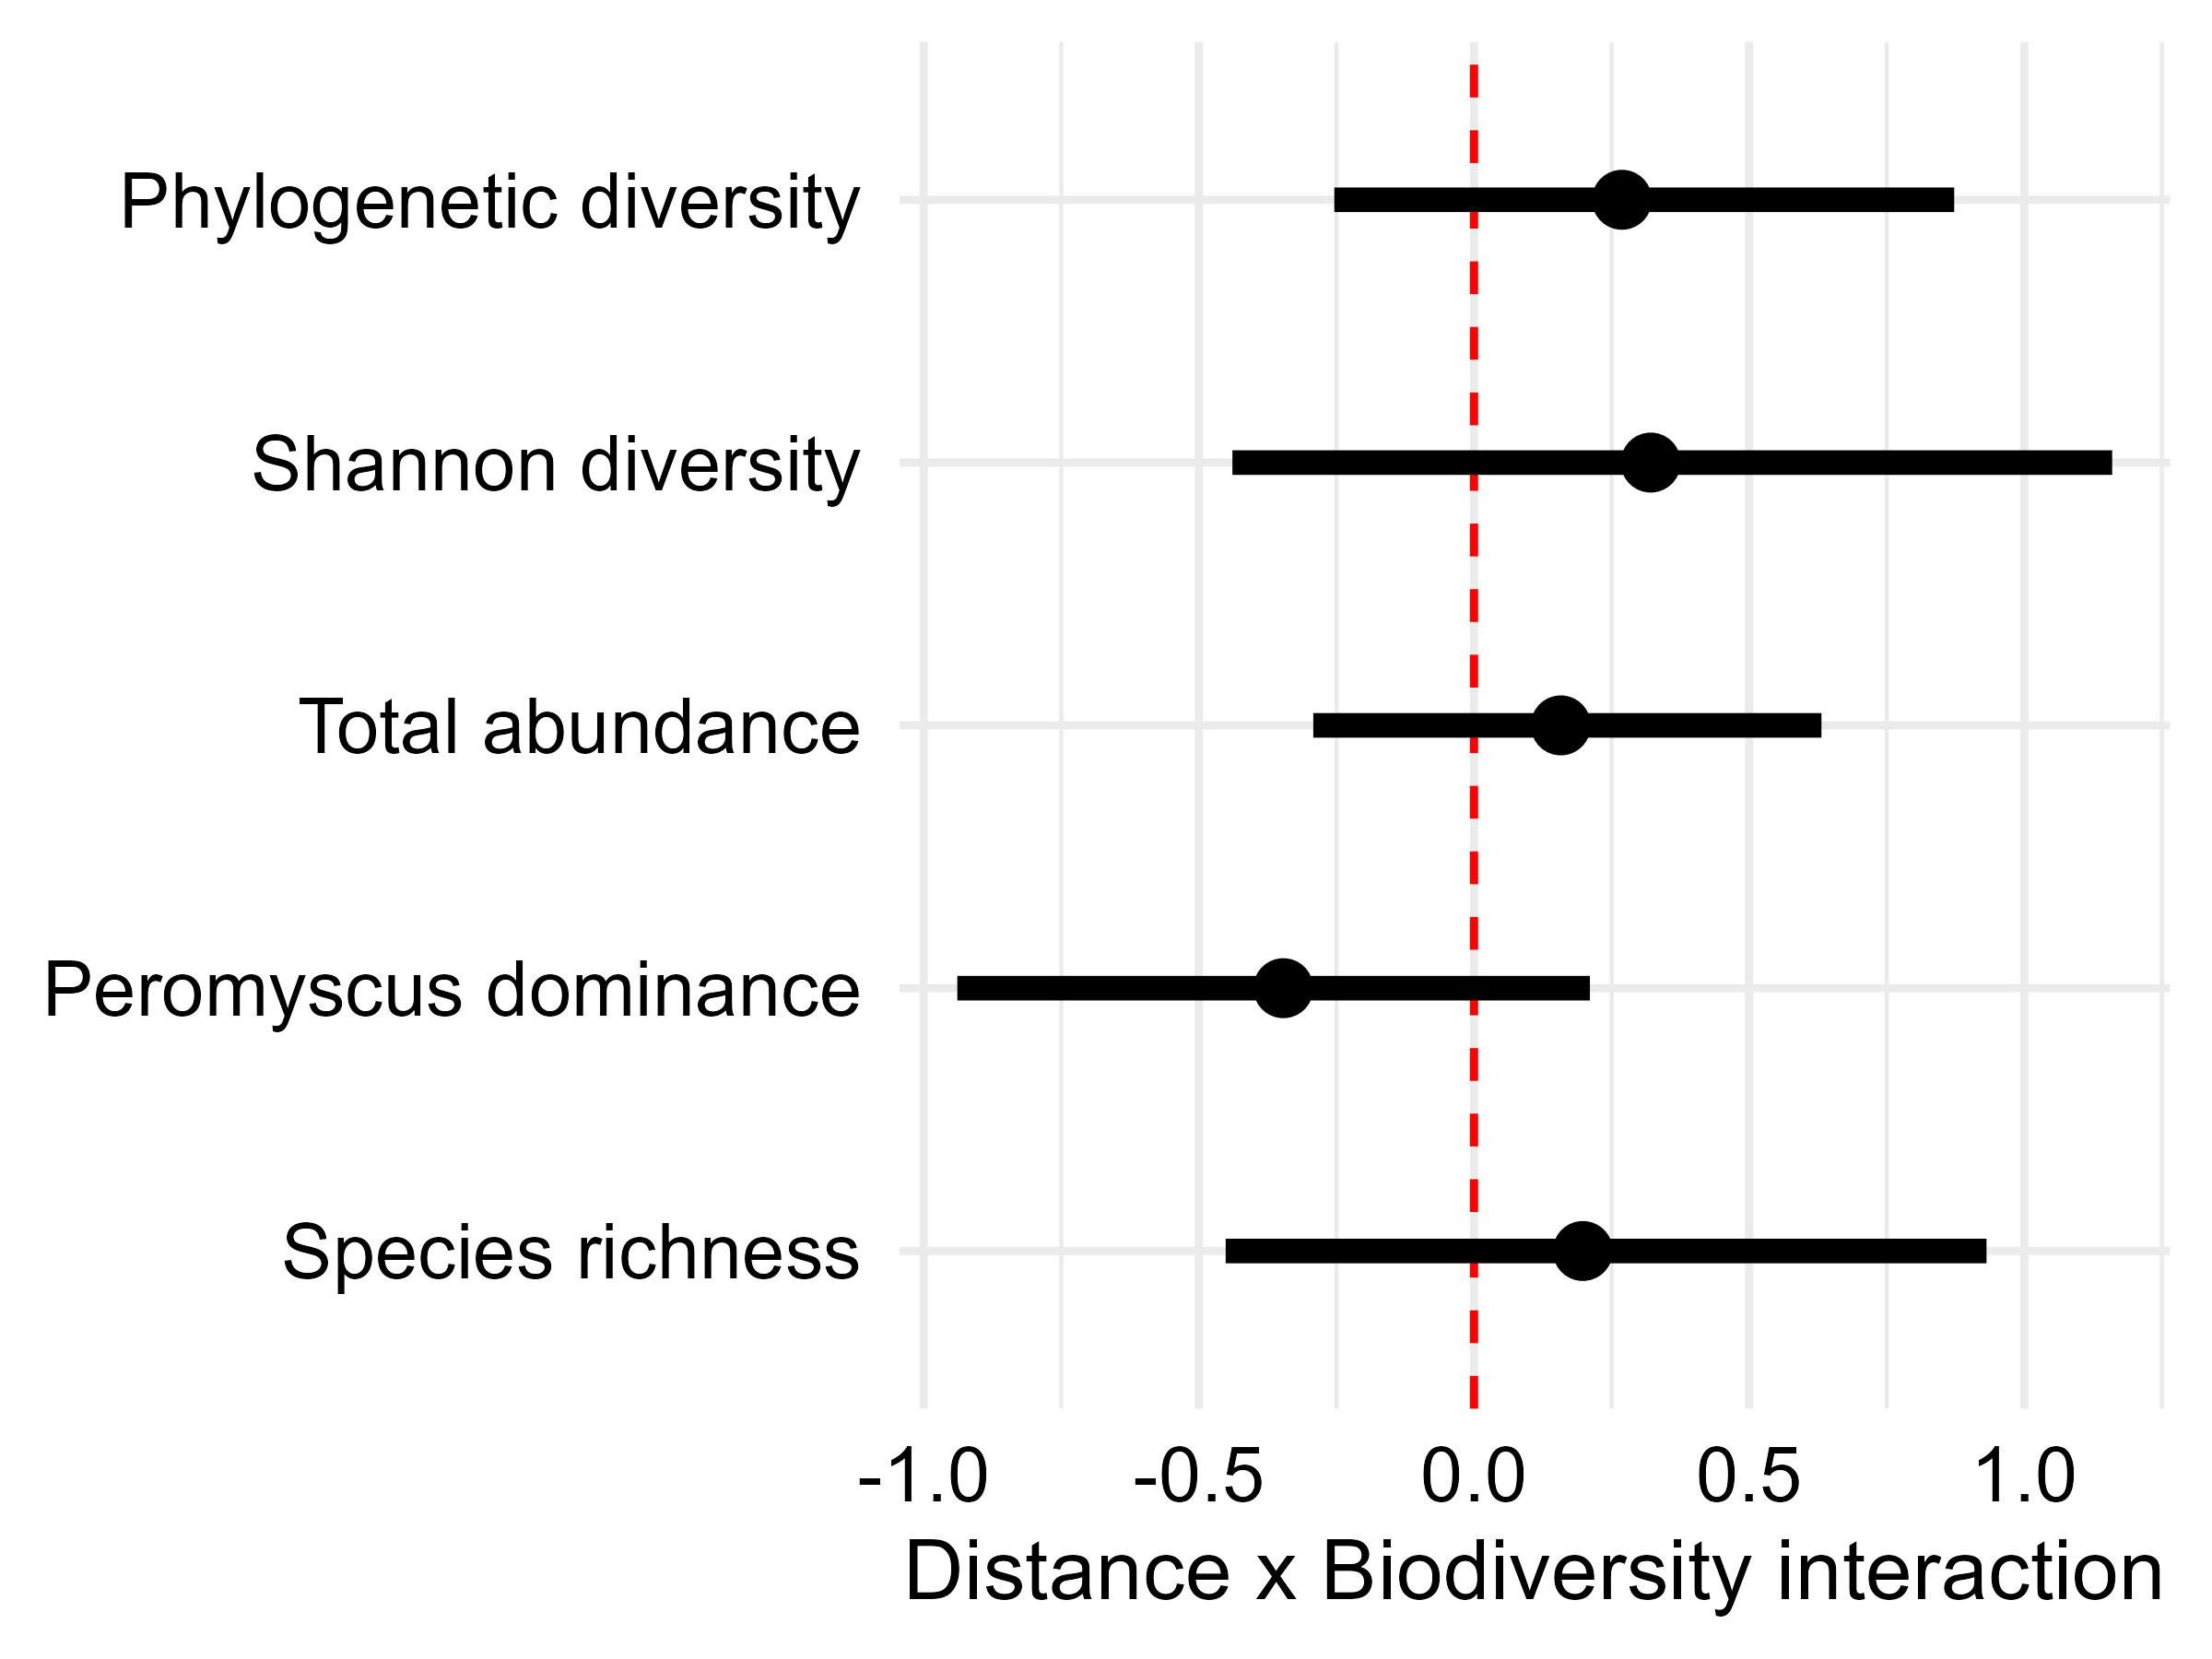 Phylogenetic diversity
Shannon diversity
Total abundance
Peromyscus dominance
Species richness
-1.0 -0.5 0.0 0.5 1.0
Distance x Biodiversity interaction